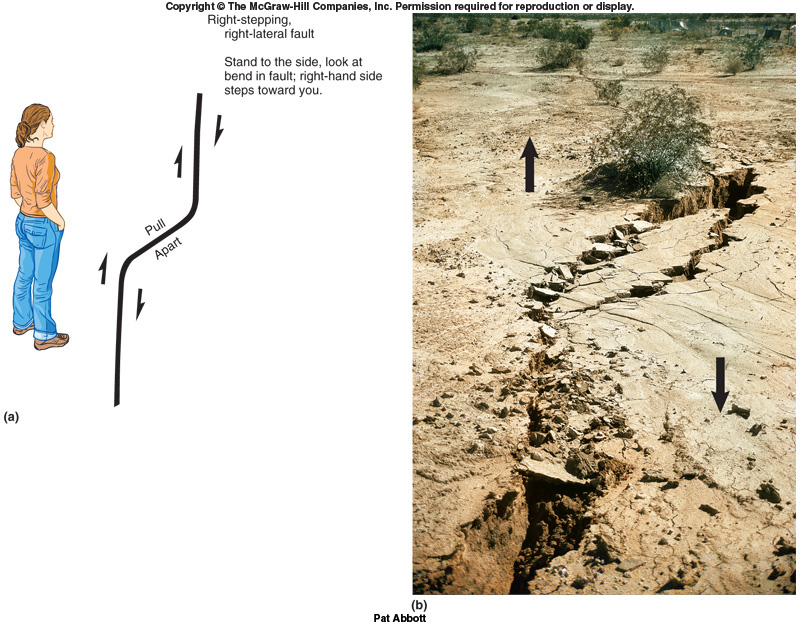 Copyright © The McGraw-Hill Companies, Inc. Permission required for reproduction or display.
Right-stepping,
right-lateral fault
Stand to the side, look at
bend in fault; right-hand side
steps toward you.
Pull
Apart
(a)
(b)
Pat Abbott